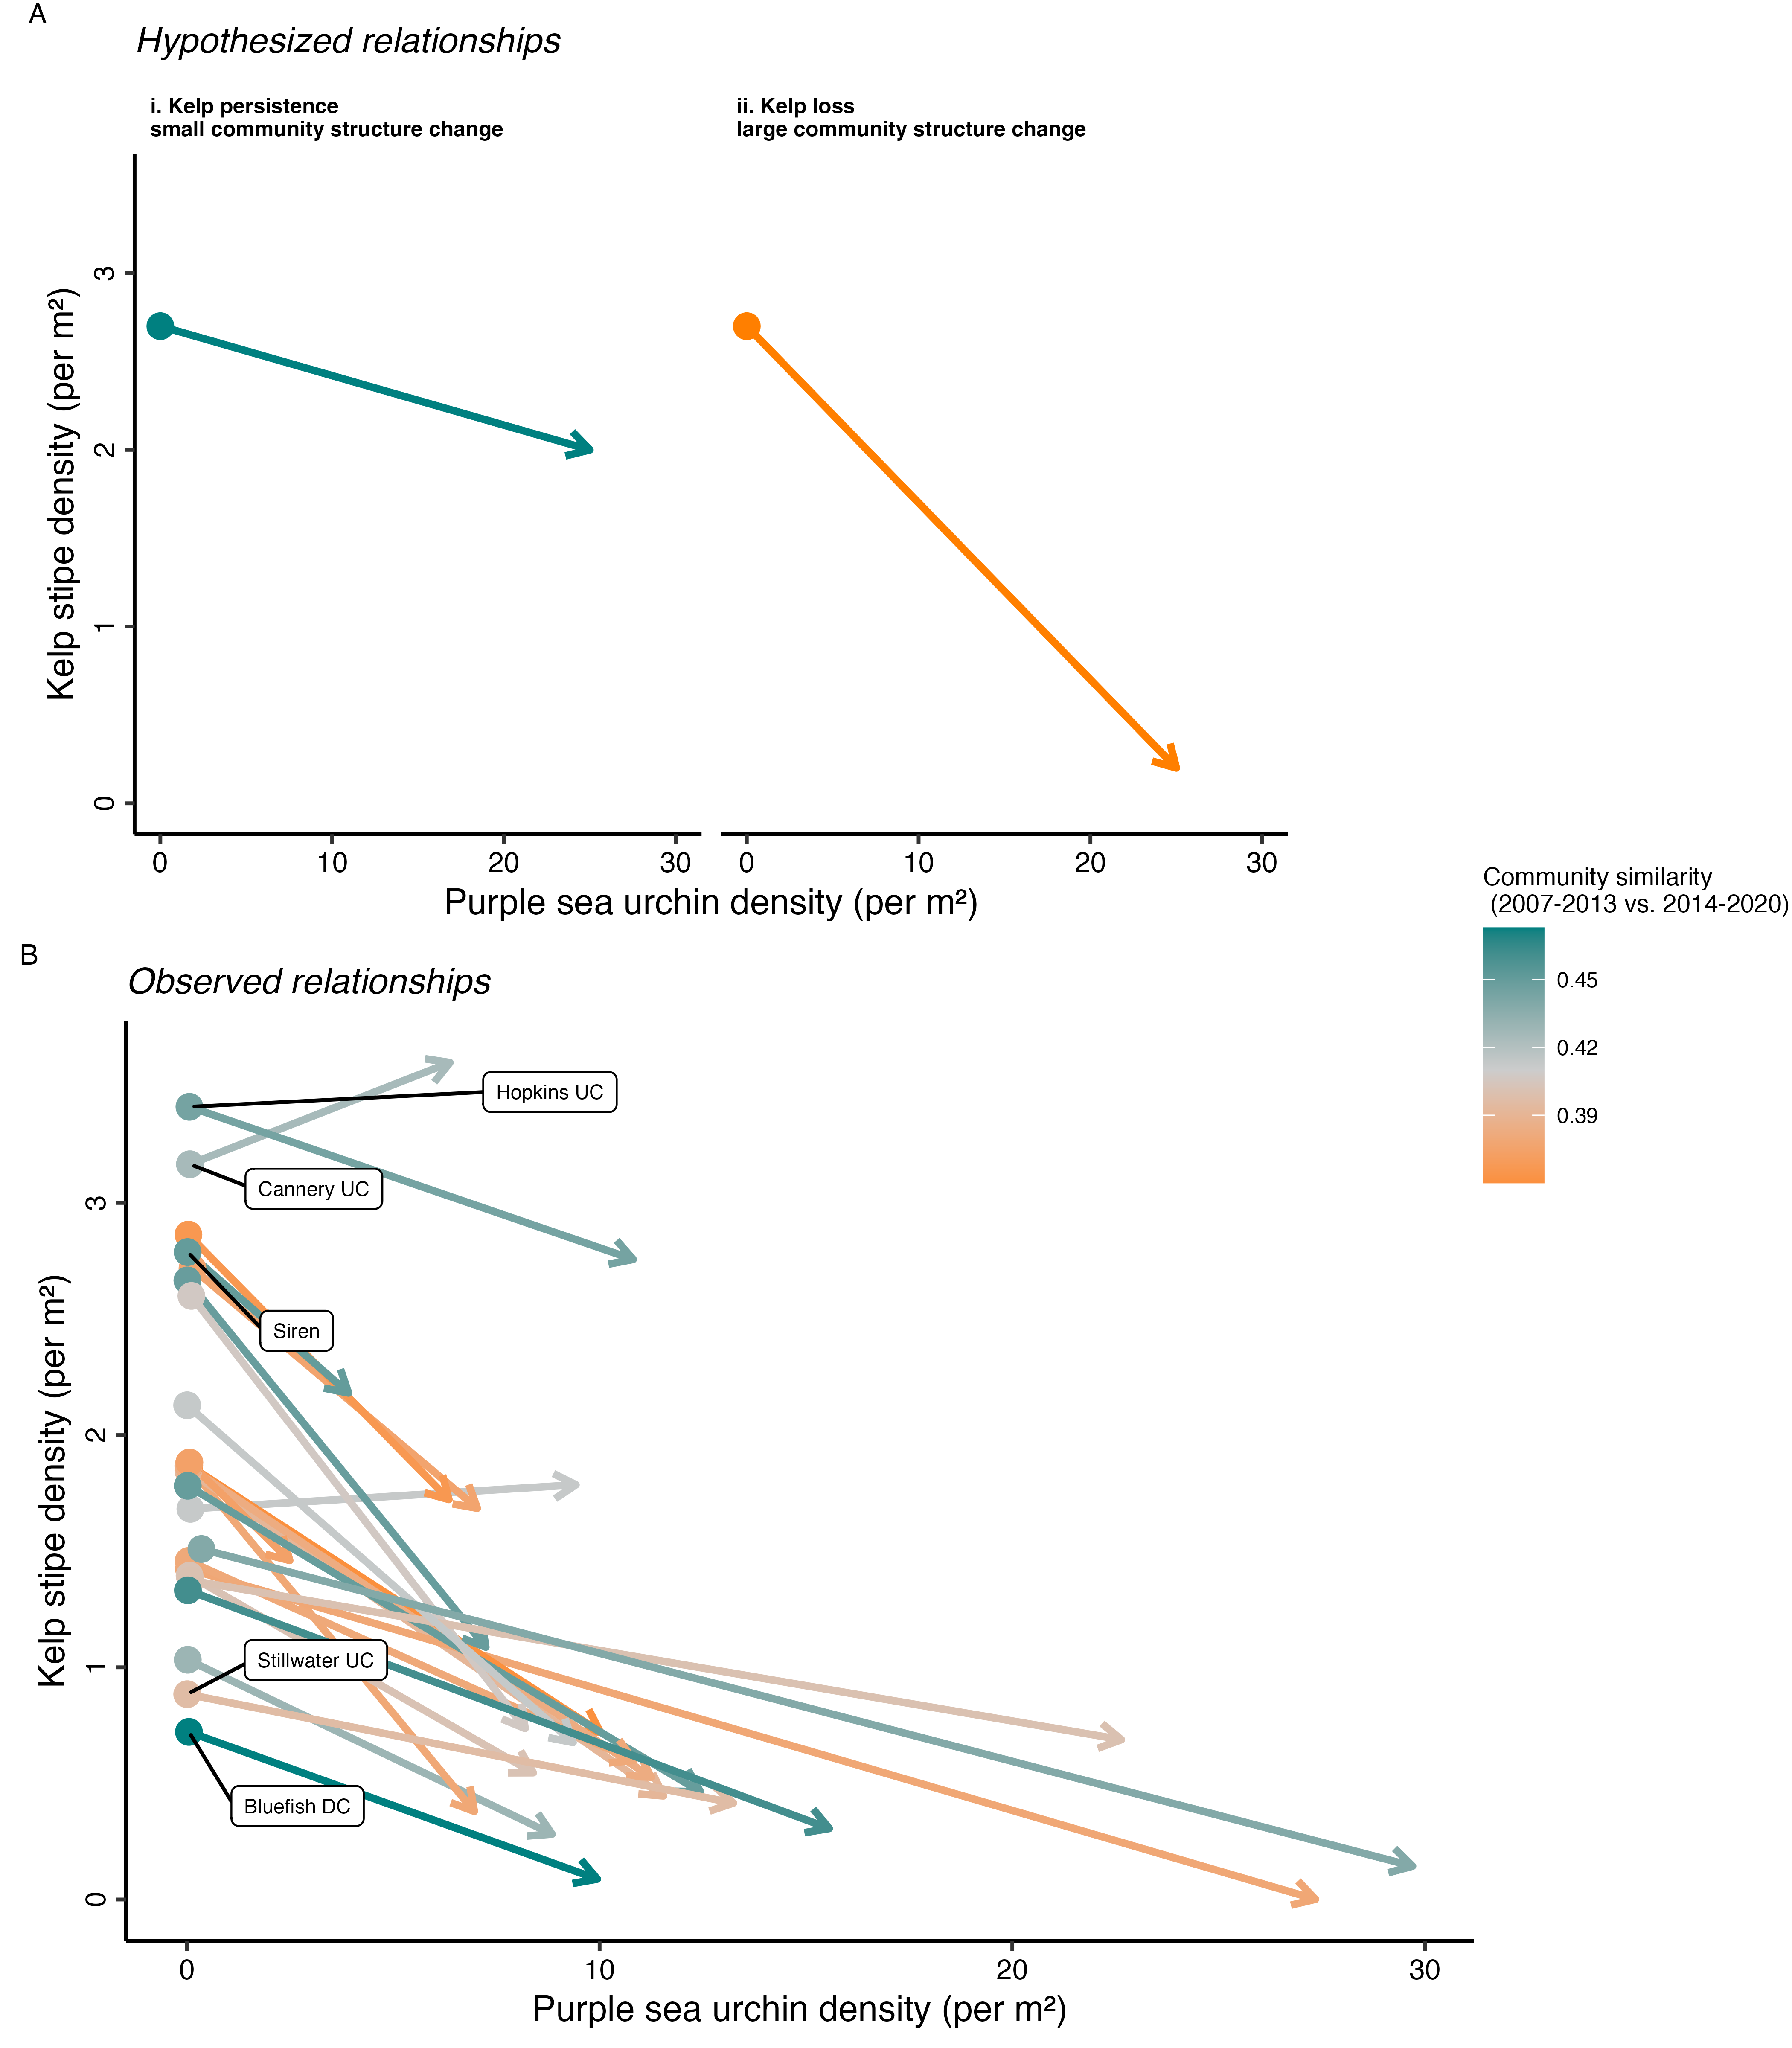 A
Hypothesized relationships
i. Kelp persistence
small community structure change
ii. Kelp loss
large community structure change
Kelp stipe density (per m²)
3
2
1
0
0 10 20 30
0 10 20 30
Purple sea urchin density (per m²)
Community similarity
(2007-2013 vs. 2014-2020)
0.45
0.42
0.39
B
Observed relationships
Kelp stipe density (per m²)
3
2
1
0
Hopkins UC
Cannery UC
Siren
Stillwater UC
Bluefish DC
0 10 20 30
Purple sea urchin density (per m²)